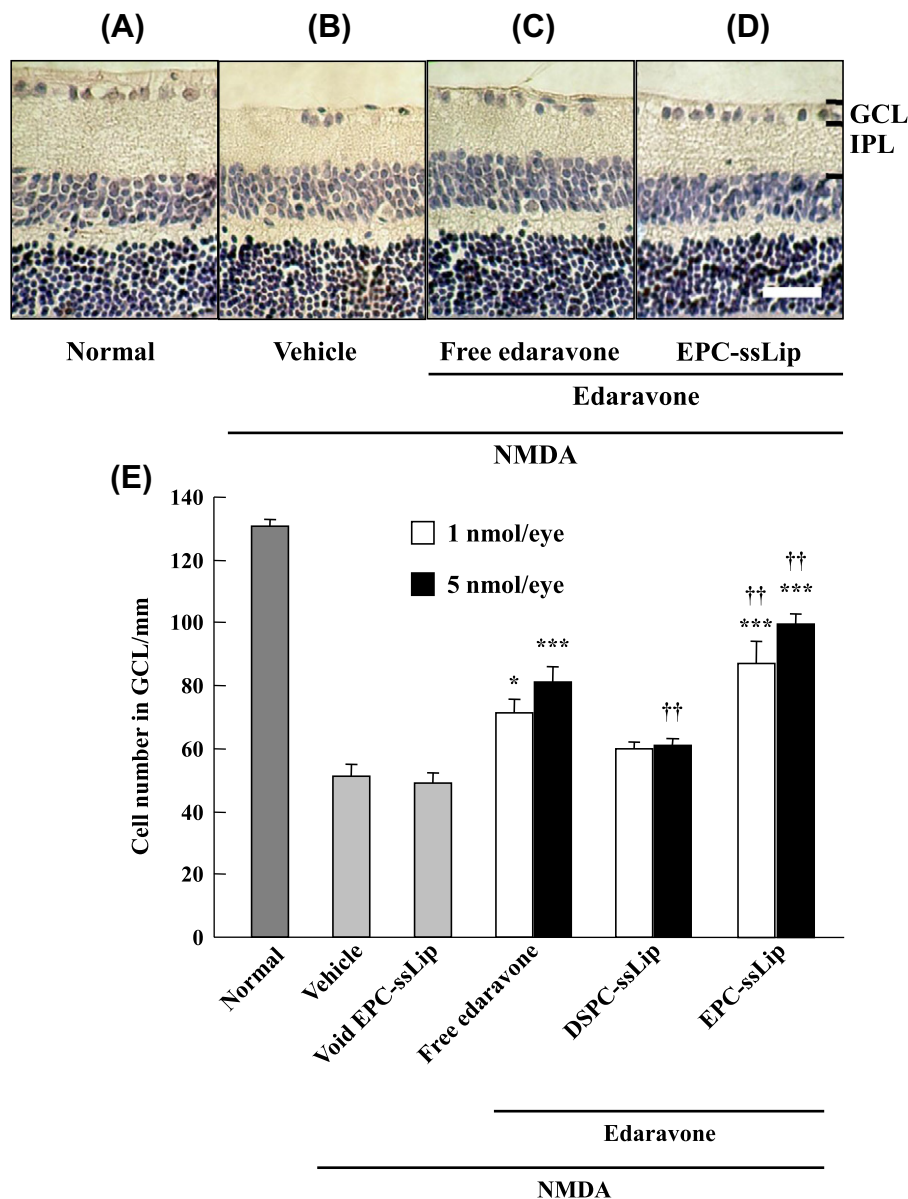 (A) (B) (C) (D)
GCL
IPL
Normal Vehicle Free edaravone EPC-ssLip
Edaravone
NMDA
(E)
140
120
100
80
60
40
20
0
Cell number in GCL/mm
1 nmol/eye
5 nmol/eye
*
***
††
††
***
††
***
Normal
Vehicle
Void EPC-ssLip
Free edaravone
DSPC-ssLip
EPC-ssLip
Edaravone
NMDA